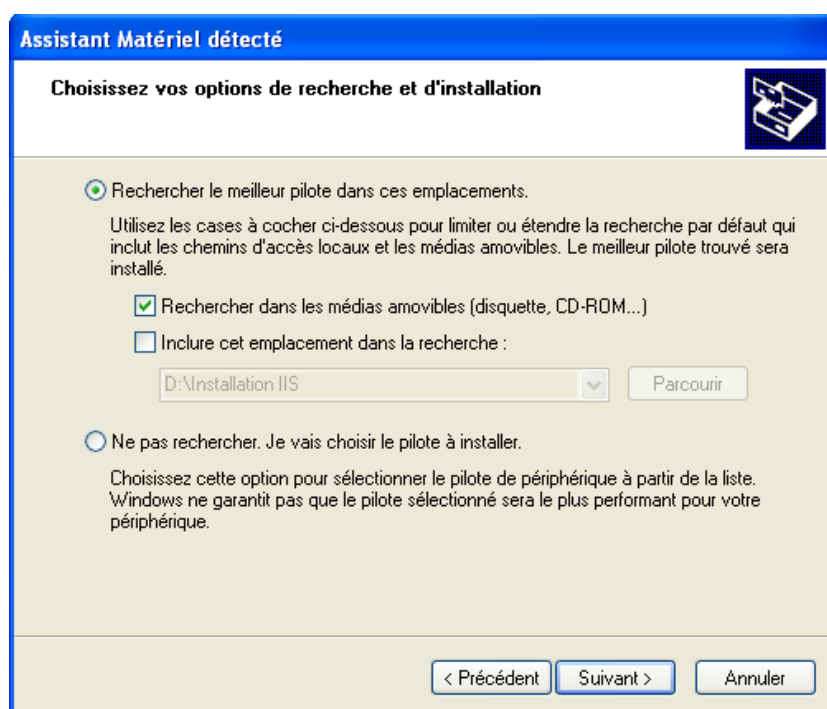 Assistant Matériel détecté
Choisissez vos options de recherche et d'installation
Rechercher le meilleur pilote dans ces emplacements.
Utilisez les cases à cocher ci-dessous pour limiter ou étendre la recherche par défaut qui
inclut les chemins d'accès locaux et les médias amovibles. Le meilleur pilote trouvé sera
installé.
Rechercher dans les médias amovibles (disquette, CD-ROM...)
Inclure cet emplacement dans la recherche :
D:\Installation IIS Parcourir
Ne pas rechercher. Je vais choisir le pilote à installer.
Choisissez cette option pour sélectionner le pilote de périphérique à partir de la liste.
Windows ne garantit pas que le pilote sélectionné sera le plus performant pour votre
périphérique.
< Précédent Suivant > Annuler